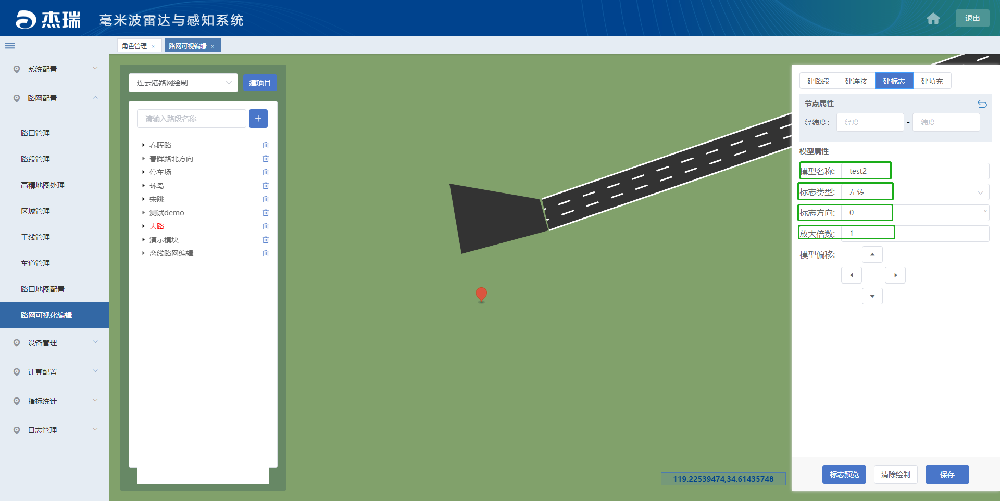 杰瑞 毫米波雷达与感知系统
退出
角色管理 × 路网可视编辑 ×
系统配置
路网配置
路口管理
路段管理
高精地图处理
区域管理
干线管理
车道管理
路口地图配置
路网可视化编辑
设备管理
计算配置
指标统计
日志管理
连云港路网绘制 建项目
请输入路段名称 +
春晖路
春晖路北方向
停车场
环岛
宋跳
测试demo
大路
演示模块
离线路网编辑
119.22539474,34.61435748
建路段 建连接 建标志 建填充
节点属性
经纬度: 经度 - 纬度
模型属性
模型名称: test2
标志类型: 左转
标志方向: 0 °
放大倍数: 1
模型偏移:
标志预览 清除绘制 保存